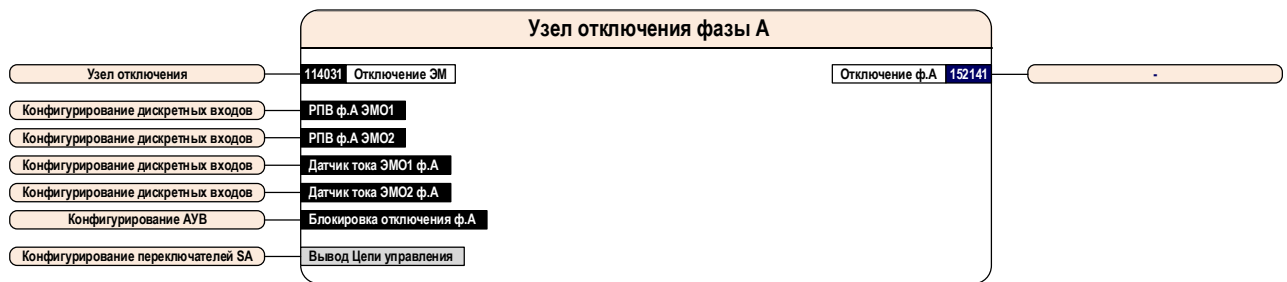 Узел отключения фазы А
Узел отключения 114031 Отключение ЭМ Отключение ф.А 152141 -
Конфигурирование дискретных входов РПВ ф.А ЭМО1
Конфигурирование дискретных входов РПВ ф.А ЭМО2
Конфигурирование дискретных входов Датчик тока ЭМО1 ф.А
Конфигурирование дискретных входов Датчик тока ЭМО2 ф.А
Конфигурирование АУВ Блокировка отключения ф.А
Конфигурирование переключателей SA Вывод Цепи управления